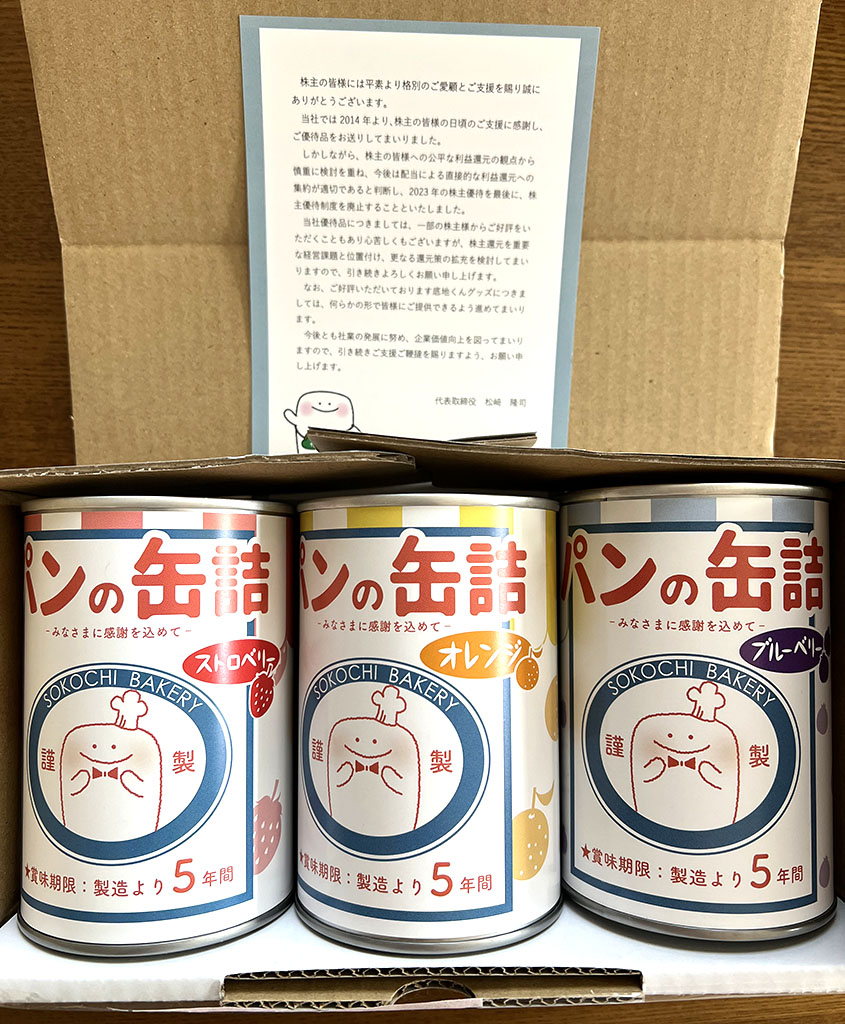 株主の皆様には平素より格別のご愛顧とご支援を賜り誠に
ありがとうございます。
当社では2014年より、株主の皆様の日頃のご支援に感謝し、
ご優待品をお送りしてまいりました。
しかしながら、株主の皆様への公平な利益還元の観点から
慎重に検討を重ね、今後は配当による直接的な利益還元への
集約が適切であると判断し、2023年の株主優待を最後に、株
主優待制度を廃止することといたしました。
当社優待品につきましては、一部の株主様からご好評をい
ただくこともあり心苦しくもございますが、株主還元を重要
な経営課題と位置付け、更なる還元策の拡充を検討してまい
りますので、引き続きよろしくお願い申し上げます。
なお、ご好評いただいております底地くんグッズにつきま
しては、何らかの形で皆様にご提供できるよう進めてまいり
ます。
今後とも社業の発展に努め、企業価値向上を図ってまいり
ますので、引き続きご支援ご鞭撻を賜りますよう、お願い申
し上げます。
代表取締役 松﨑 隆司
パンの缶詰
-みなさまに感謝を込めて-
ストロベリー
SOKOCHI BAKERY
謹製
★賞味期限：製造より5年間
パンの缶詰
-みなさまに感謝を込めて-
オレンジ
SOKOCHI BAKERY
謹製
★賞味期限：製造より5年間
パンの缶詰
-みなさまに感謝を込めて-
ブルーベリー
SOKOCHI BAKERY
謹製
★賞味期限：製造より5年間